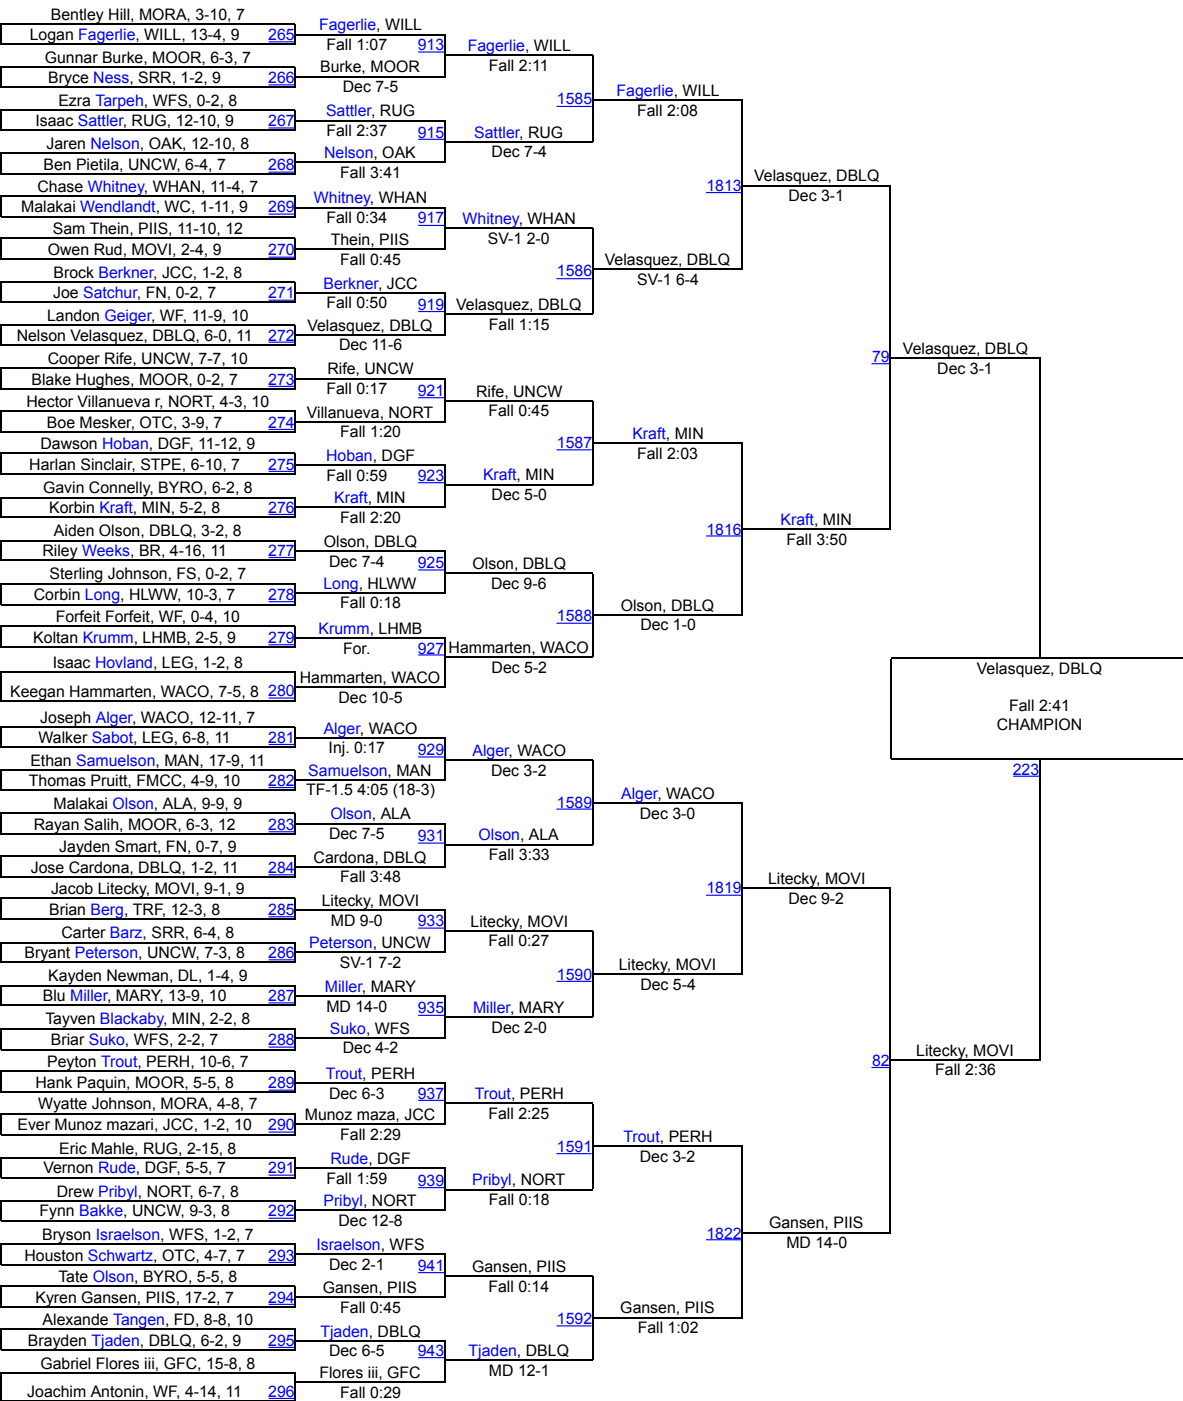 Bentley Hill, MORA, 3-10, 7
Logan Fagerlie, WILL, 13-4, 9 265
Gunnar Burke, MOOR, 6-3, 7
Bryce Ness, SRR, 1-2, 9 266
Ezra Tarpeh, WFS, 0-2, 8
Isaac Sattler, RUG, 12-10, 9 267
Jaren Nelson, OAK, 12-10, 8
Ben Pietila, UNCW, 6-4, 7 268
Chase Whitney, WHAN, 11-4, 7
Malakai Wendlandt, WC, 1-11, 9 269
Sam Thein, PIIS, 11-10, 12
Owen Rud, MOVI, 2-4, 9 270
Brock Berkner, JCC, 1-2, 8
Joe Satchur, FN, 0-2, 7 271
Landon Geiger, WF, 11-9, 10
Nelson Velasquez, DBLQ, 6-0, 11 272
Cooper Rife, UNCW, 7-7, 10
Blake Hughes, MOOR, 0-2, 7 273
Hector Villanueva r, NORT, 4-3, 10
Boe Mesker, OTC, 3-9, 7 274
Dawson Hoban, DGF, 11-12, 9
Harlan Sinclair, STPE, 6-10, 7 275
Gavin Connelly, BYRO, 6-2, 8
Korbin Kraft, MIN, 5-2, 8 276
Aiden Olson, DBLQ, 3-2, 8
Riley Weeks, BR, 4-16, 11 277
Sterling Johnson, FS, 0-2, 7
Corbin Long, HLWW, 10-3, 7 278
Forfeit Forfeit, WF, 0-4, 10
Koltan Krumm, LHMB, 2-5, 9 279
Isaac Hovland, LEG, 1-2, 8
Keegan Hammarten, WACO, 7-5, 8 280
Joseph Alger, WACO, 12-11, 7
Walker Sabot, LEG, 6-8, 11 281
Ethan Samuelson, MAN, 17-9, 11
Thomas Pruitt, FMCC, 4-9, 10 282
Malakai Olson, ALA, 9-9, 9
Rayan Salih, MOOR, 6-3, 12 283
Jayden Smart, FN, 0-7, 9
Jose Cardona, DBLQ, 1-2, 11 284
Jacob Litecky, MOVI, 9-1, 9
Brian Berg, TRF, 12-3, 8 285
Carter Barz, SRR, 6-4, 8
Bryant Peterson, UNCW, 7-3, 8 286
Kayden Newman, DL, 1-4, 9
Blu Miller, MARY, 13-9, 10 287
Tayven Blackaby, MIN, 2-2, 8
Briar Suko, WFS, 2-2, 7 288
Peyton Trout, PERH, 10-6, 7
Hank Paquin, MOOR, 5-5, 8 289
Wyatte Johnson, MORA, 4-8, 7
Ever Munoz mazari, JCC, 1-2, 10 290
Eric Mahle, RUG, 2-15, 8
Vernon Rude, DGF, 5-5, 7 291
Drew Pribyl, NORT, 6-7, 8
Fynn Bakke, UNCW, 9-3, 8 292
Bryson Israelson, WFS, 1-2, 7
Houston Schwartz, OTC, 4-7, 7 293
Tate Olson, BYRO, 5-5, 8
Kyren Gansen, PIIS, 17-2, 7 294
Alexande Tangen, FD, 8-8, 10
Brayden Tjaden, DBLQ, 6-2, 9 295
Gabriel Flores iii, GFC, 15-8, 8
Joachim Antonin, WF, 4-14, 11 296
Fagerlie, WILL
Fall 1:07 913
Burke, MOOR
Dec 7-5
Sattler, RUG
Fall 2:37 915
Nelson, OAK
Fall 3:41
Whitney, WHAN
Fall 0:34 917
Thein, PIIS
Fall 0:45
Berkner, JCC
Fall 0:50 919
Velasquez, DBLQ
Dec 11-6
Rife, UNCW
Fall 0:17 921
Villanueva, NORT
Fall 1:20
Hoban, DGF
Fall 0:59 923
Kraft, MIN
Fall 2:20
Olson, DBLQ
Dec 7-4 925
Long, HLWW
Fall 0:18
Krumm, LHMB
For. 927
Hammarten, WACO
Dec 10-5
Alger, WACO
Inj. 0:17 929
Samuelson, MAN
TF-1.5 4:05 (18-3)
Olson, ALA
Dec 7-5 931
Cardona, DBLQ
Fall 3:48
Litecky, MOVI
MD 9-0 933
Peterson, UNCW
SV-1 7-2
Miller, MARY
MD 14-0 935
Suko, WFS
Dec 4-2
Trout, PERH
Dec 6-3 937
Munoz maza, JCC
Fall 2:29
Rude, DGF
Fall 1:59 939
Pribyl, NORT
Dec 12-8
Israelson, WFS
Dec 2-1 941
Gansen, PIIS
Fall 0:45
Tjaden, DBLQ
Dec 6-5 943
Flores iii, GFC
Fall 0:29
Fagerlie, WILL
Fall 2:11
1585
Sattler, RUG
Dec 7-4
Whitney, WHAN
SV-1 2-0
1586
Velasquez, DBLQ
Fall 1:15
Rife, UNCW
Fall 0:45
1587
Kraft, MIN
Dec 5-0
Olson, DBLQ
Dec 9-6
1588
Hammarten, WACO
Dec 5-2
Alger, WACO
Dec 3-2
1589
Olson, ALA
Fall 3:33
Litecky, MOVI
Fall 0:27
1590
Miller, MARY
Dec 2-0
Trout, PERH
Fall 2:25
1591
Pribyl, NORT
Fall 0:18
Gansen, PIIS
Fall 0:14
1592
Tjaden, DBLQ
MD 12-1
Fagerlie, WILL
Fall 2:08
1813
Velasquez, DBLQ
SV-1 6-4
Kraft, MIN
Fall 2:03
1816
Olson, DBLQ
Dec 1-0
Alger, WACO
Dec 3-0
1819
Litecky, MOVI
Dec 5-4
Trout, PERH
Dec 3-2
1822
Gansen, PIIS
Fall 1:02
Velasquez, DBLQ
Dec 3-1
79
Kraft, MIN
Fall 3:50
Litecky, MOVI
Dec 9-2
82
Gansen, PIIS
MD 14-0
Velasquez, DBLQ
Dec 3-1
Litecky, MOVI
Fall 2:36
Velasquez, DBLQ
Fall 2:41
CHAMPION
223